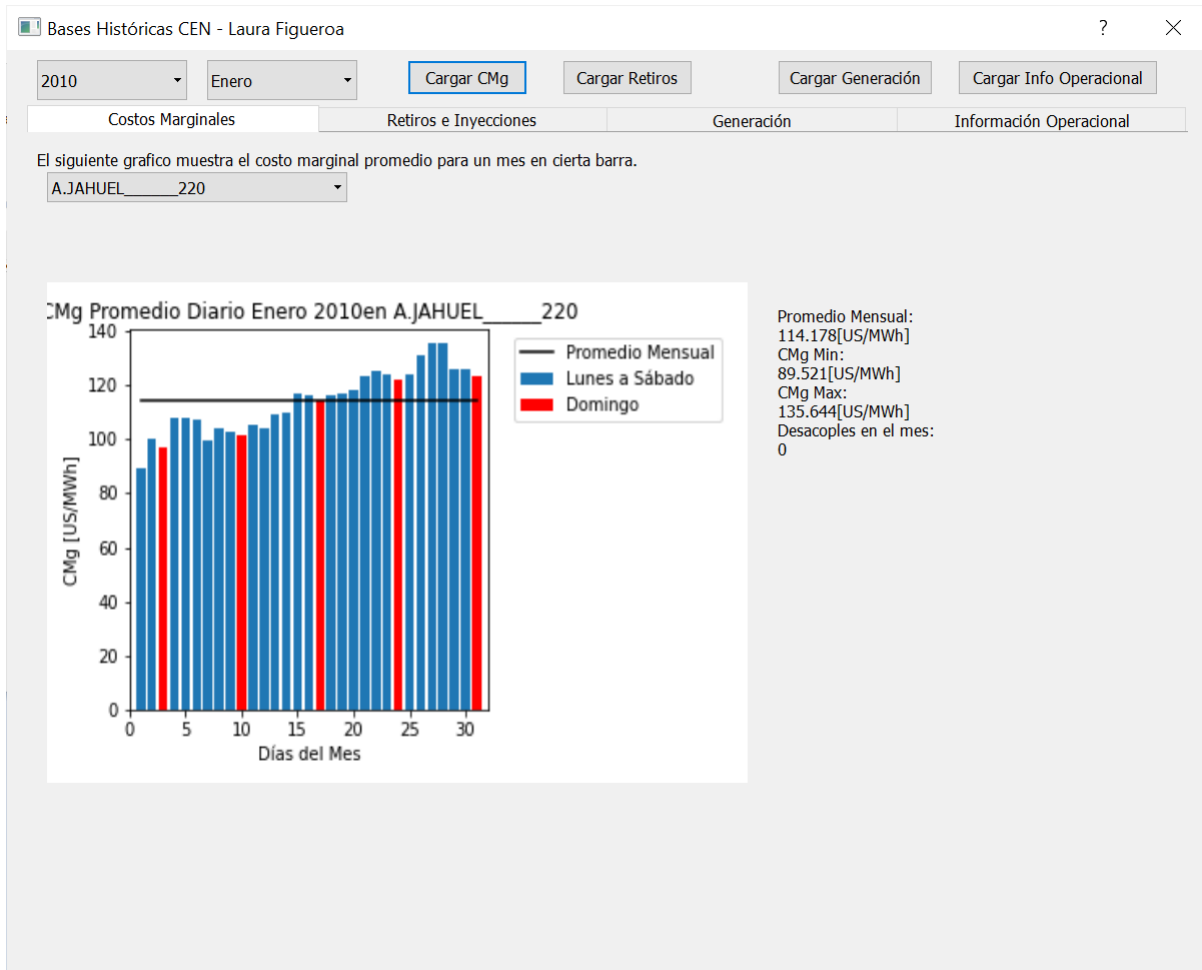 Bases Históricas CEN - Laura Figueroa
?
2010
Enero
Cargar CMg
Cargar Retiros
Cargar Generación
Cargar Info Operacional
Costos Marginales
Retiros e Inyecciones
Generación
Información Operacional
El siguiente grafico muestra el costo marginal promedio para un mes en cierta barra.
A.JAHUEL______220
CMg Promedio Diario Enero 2010en A.JAHUEL______220
140
120
100
80
60
40
20
0
CMg [US/MWh]
0 5 10 15 20 25 30
Días del Mes
Promedio Mensual
Lunes a Sábado
Domingo
Promedio Mensual:
114.178[US/MWh]
CMg Min:
89.521[US/MWh]
CMg Max:
135.644[US/MWh]
Desacoples en el mes:
0